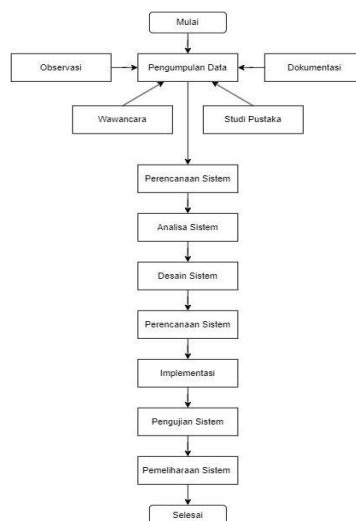 Mulai
Observasi
Pengumpulan Data
Dokumentasi
Wawancara
Studi Pustaka
Perencanaan Sistem
Analisa Sistem
Desain Sistem
Perencanaan Sistem
Implementasi
Pengujian Sistem
Pemeliharaan Sistem
Selesai